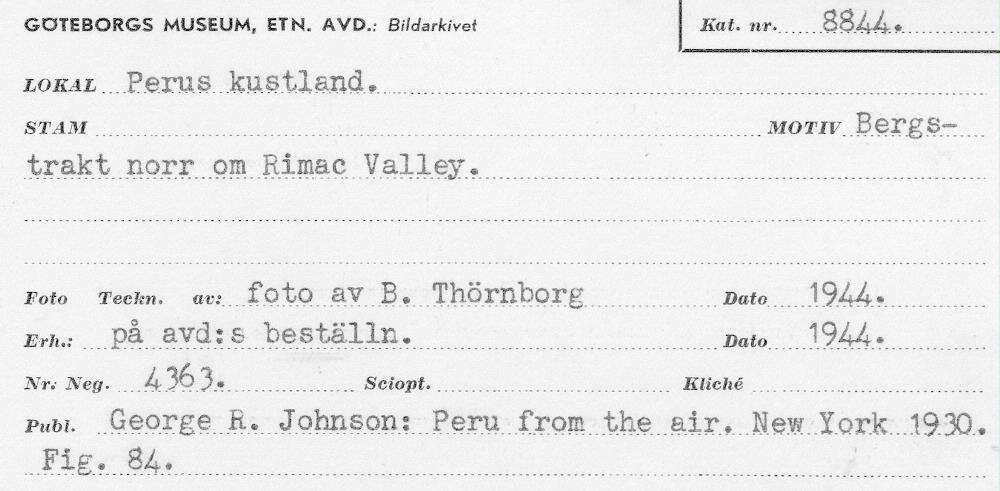 GÖTEBORGS MUSEUM, ETN. AVD.: Bildarkivet Kat. nr. 8844.
LOKAL Perus kustland.
STAM MOTIV Bergs-
trakt norr om Rimac Valley.
Foto Teckn. av: foto av B. Thörnborg Dato 1944.
Erh.: på avd:s beställn. Dato 1944.
Nr. Neg. 4363. Sciopt. Kliché
Publ. George R. Johnson: Peru from the air. New York 1930.
Fig. 84.